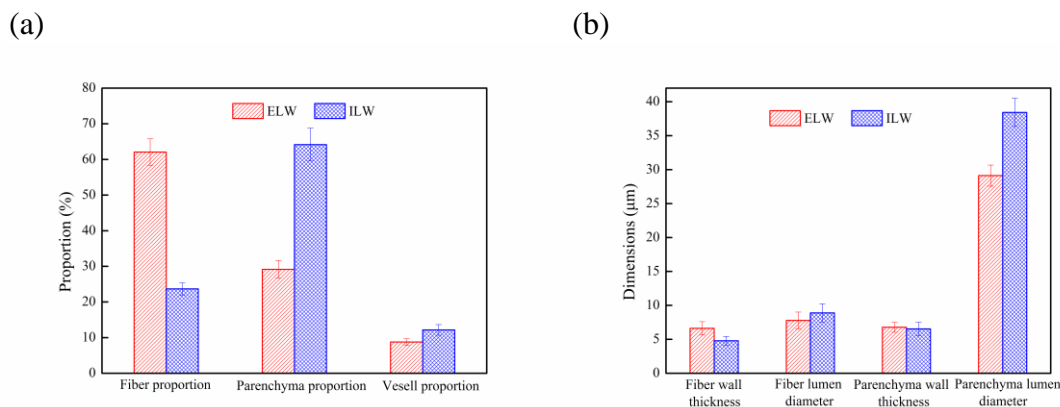 (a)
(b)
80
70
60
50
40
30
20
10
0
Proportion (%)
ELW
ILW
Fiber proportion
Parenchyma proportion
Vesell proportion
40
35
30
25
20
15
10
5
0
Dimensions (μm)
ELW
ILW
Fiber wall
thickness
Fiber lumen
diameter
Parenchyma wall
thickness
Parenchyma lumen
diameter